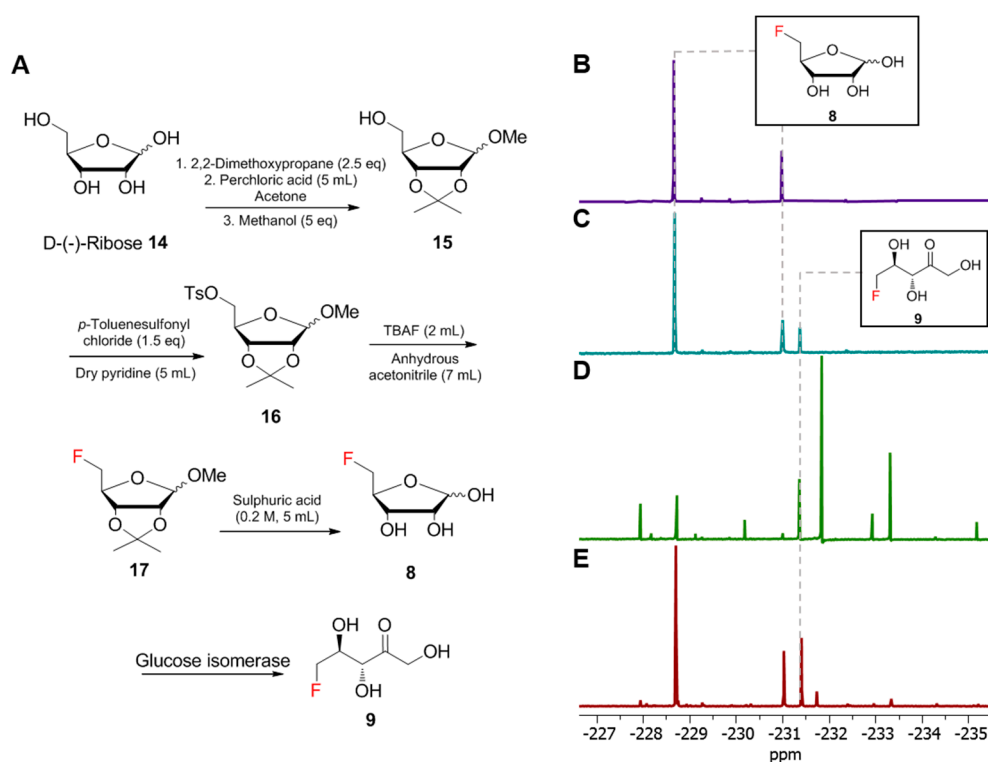 A
HO
O
OH
OH
OH
D-(-)-Ribose 14
1. 2,2-Dimethoxypropane (2.5 eq)
2. Perchloric acid (5 mL)
Acetone
3. Methanol (5 eq)
HO
O
OMe
O
O
15
p-Toluenesulfonyl
chloride (1.5 eq)
Dry pyridine (5 mL)
TsO
O
OMe
O
O
16
TBAF (2 mL)
Anhydrous
acetonitrile (7 mL)
F
O
OMe
O
O
17
Sulphuric acid
(0.2 M, 5 mL)
F
O
OH
OH
OH
8
Glucose isomerase
OH
O
OH
F
OH
9
B
F
O
OH
OH
OH
8
C
OH
O
OH
F
OH
9
D
E
-227 -228 -229 -230 -231 -232 -233 -234 -235
ppm